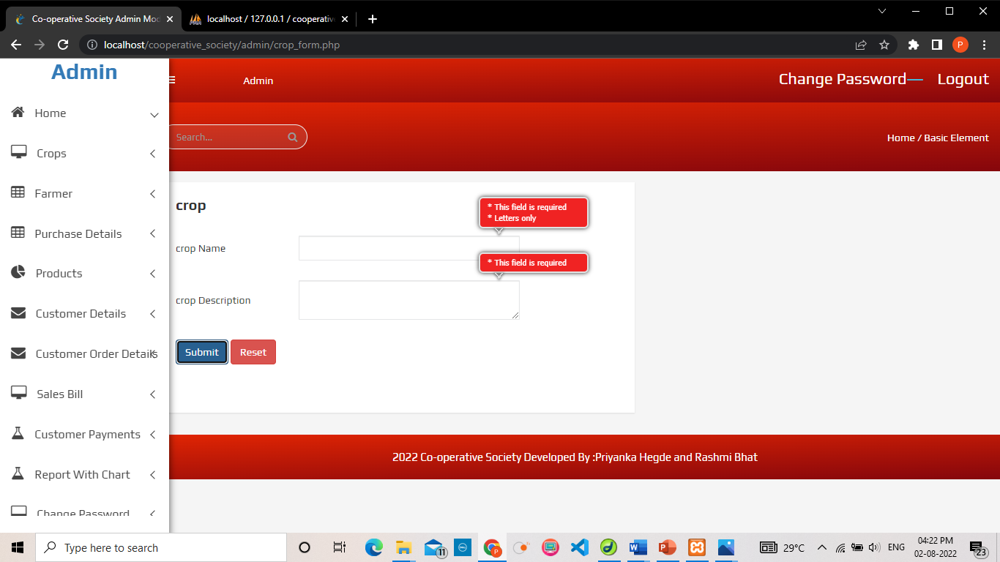 Co-operative Society Admin Mod
localhost / 127.0.0.1 / cooperativ
localhost/cooperative_society/admin/crop_form.php
P
Admin
Admin
Change Password
Logout
Home
Search...
Home / Basic Element
Crops
Farmer
Purchase Details
Products
Customer Details
Customer Order Details
Sales Bill
Customer Payments
Report With Chart
Change Password
crop
* This field is required
* Letters only
crop Name
* This field is required
crop Description
Submit
Reset
2022 Co-operative Society Developed By :Priyanka Hegde and Rashmi Bhat
Type here to search
11
DELL
P
29°C
ENG
04:22 PM
02-08-2022
23